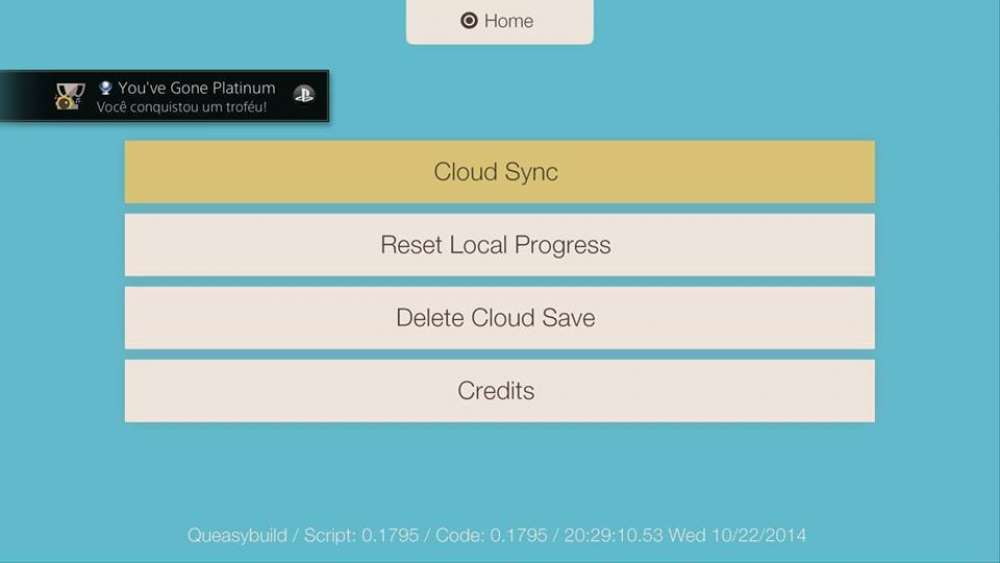 Home
You've Gone Platinum
Você conquistou um troféu!
Cloud Sync
Reset Local Progress
Delete Cloud Save
Credits
Queasybuild / Script: 0.1795 / Code: 0.1795 / 20:29:10.53 Wed 10/22/2014